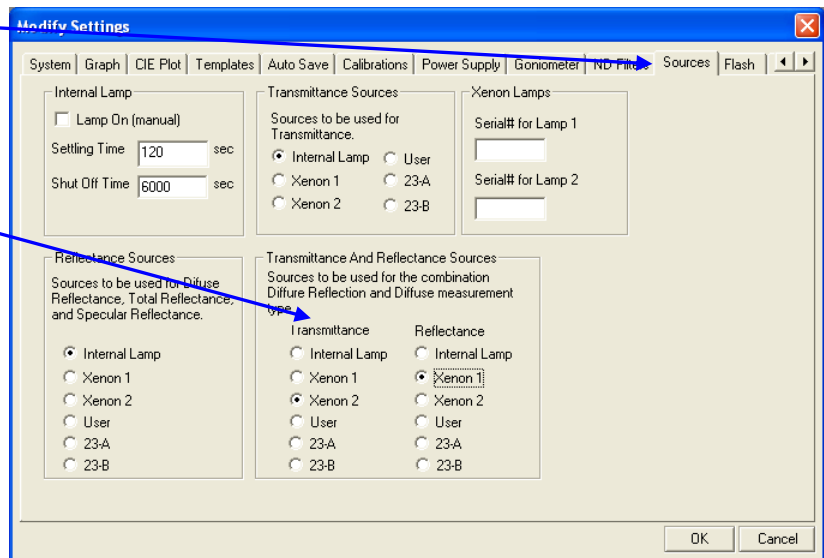 Modify Settings
System Graph CIE Plot Templates Auto Save Calibrations Power Supply Goniometer ND Filters Sources Flash
Internal Lamp
Lamp On (manual)
Settling Time 120 sec
Shut Off Time 6000 sec
Transmittance Sources
Sources to be used for
Transmittance.
Internal Lamp User
Xenon 1 23-A
Xenon 2 23-B
Xenon Lamps
Serial# for Lamp 1
Serial# for Lamp 2
Reflectance Sources
Sources to be used for Difuse
Reflectance, Total Reflectance,
and Specular Reflectance.
Internal Lamp
Xenon 1
Xenon 2
User
23-A
23-B
Transmittance And Reflectance Sources
Sources to be used for the combination
Diffure Reflection and Diffuse measurement
type
Transmittance Reflectance
Internal Lamp Internal Lamp
Xenon 1 Xenon 1
Xenon 2 Xenon 2
User User
23-A 23-A
23-B 23-B
OK Cancel